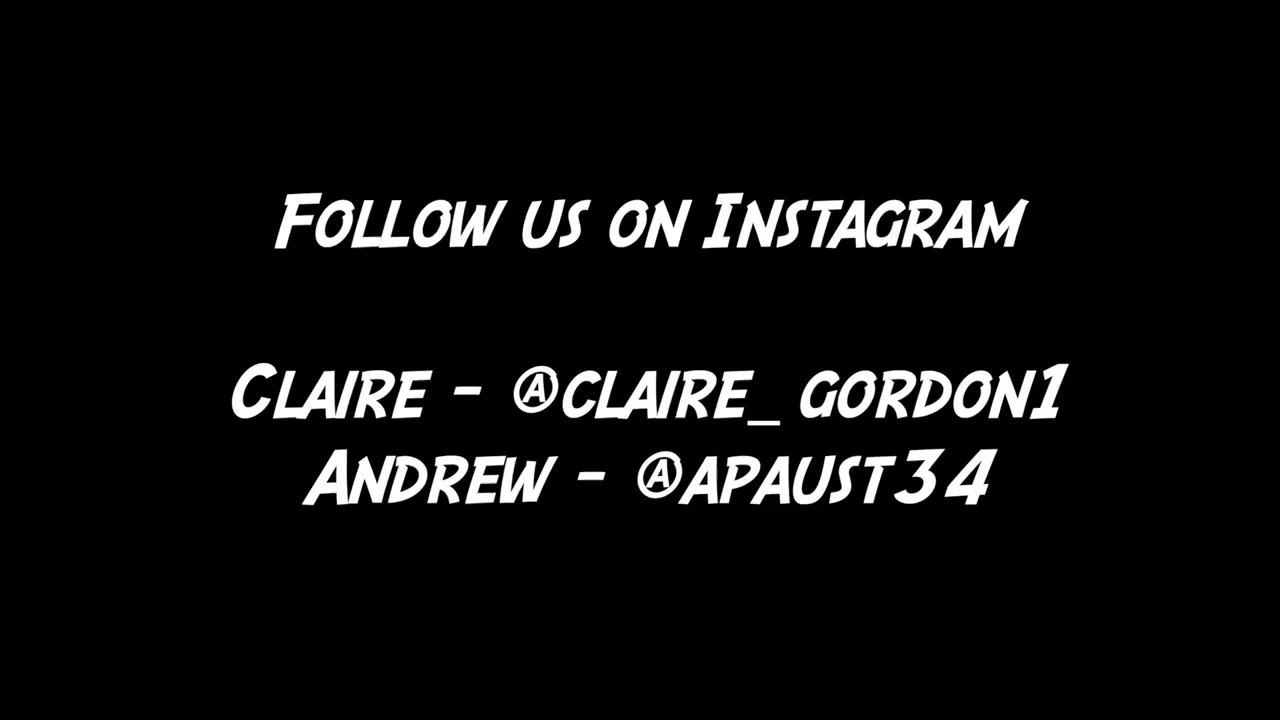 Follow us on Instagram
Claire - @claire_gordon1
Andrew - @apaust34